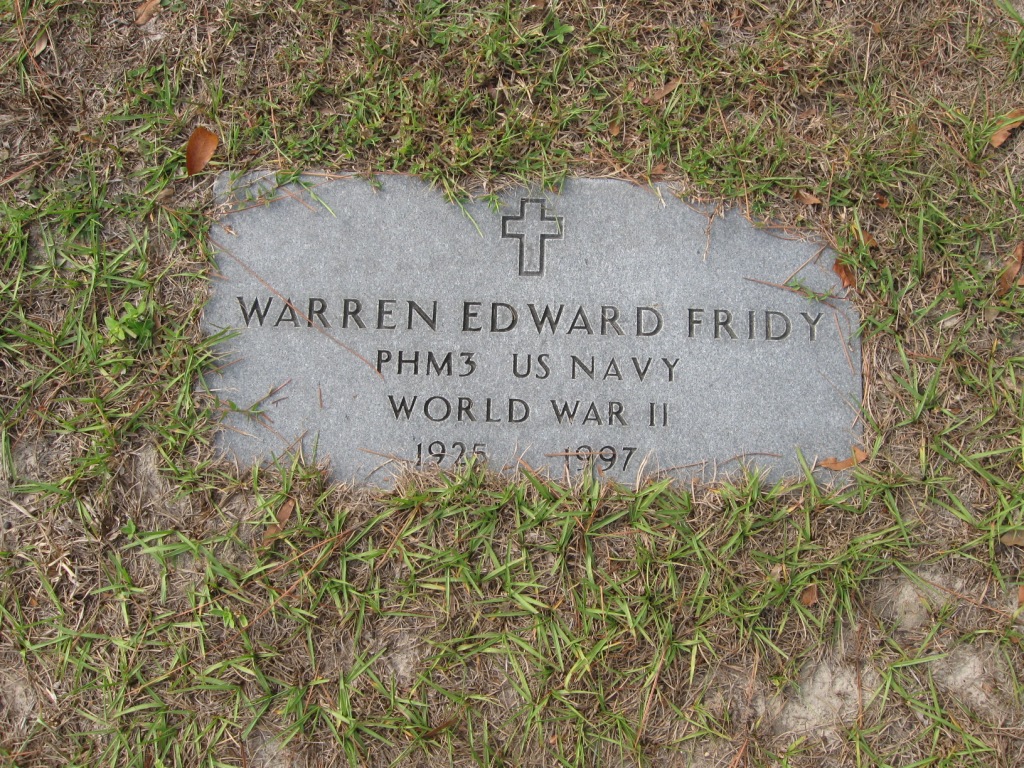 WARREN EDWARD FRIDY
PHM3 US NAVY
WORLD WAR II
1925 1997